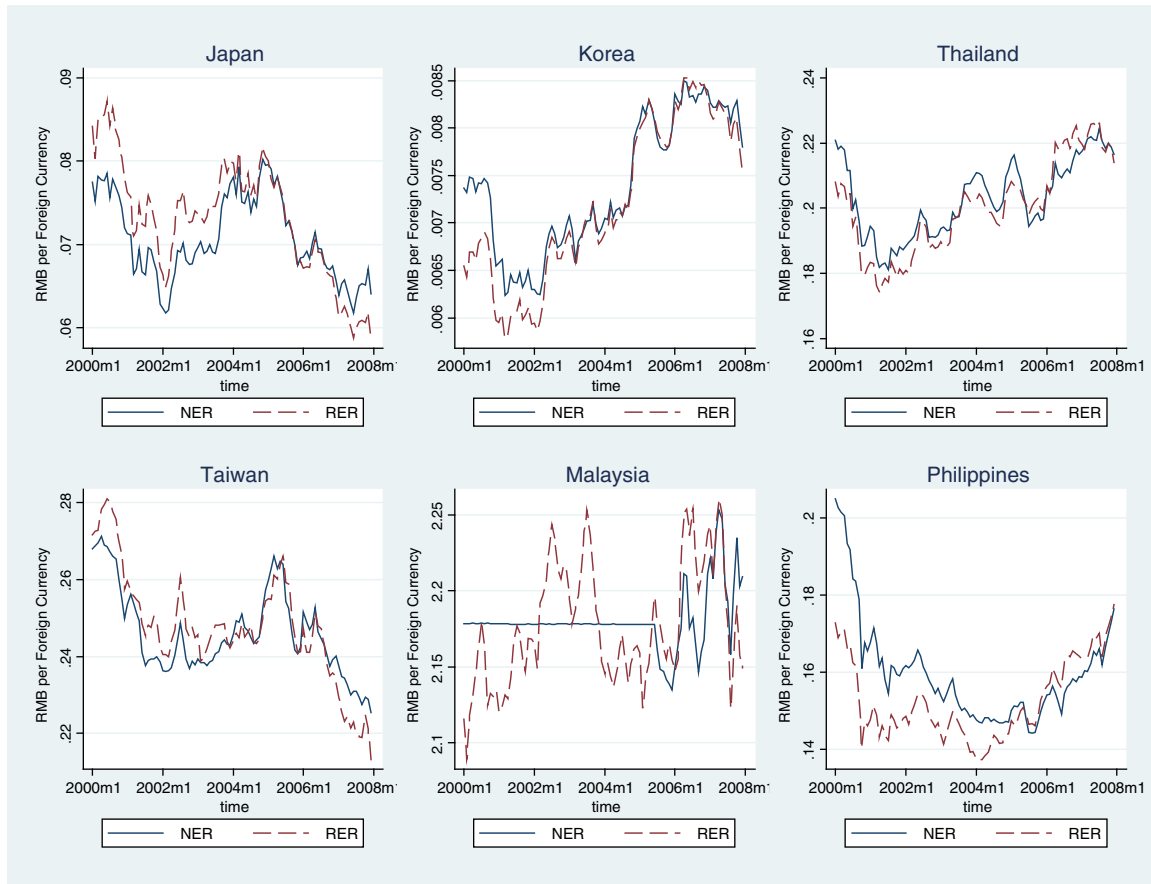 Japan
RMB per Foreign Currency
.09
.08
.07
.06
2000m1 2002m1 2004m1 2006m1 2008m1
time
NER RER
Korea
RMB per Foreign Currency
.0085
.008
.0075
.007
.0065
.006
2000m1 2002m1 2004m1 2006m1 2008m1
time
NER RER
Thailand
RMB per Foreign Currency
.24
.22
.2
.18
.16
2000m1 2002m1 2004m1 2006m1 2008m1
time
NER RER
Taiwan
RMB per Foreign Currency
.28
.26
.24
.22
2000m1 2002m1 2004m1 2006m1 2008m1
time
NER RER
Malaysia
RMB per Foreign Currency
2.25
2.2
2.15
2.1
2000m1 2002m1 2004m1 2006m1 2008m1
time
NER RER
Philippines
RMB per Foreign Currency
.2
.18
.16
.14
2000m1 2002m1 2004m1 2006m1 2008m1
time
NER RER